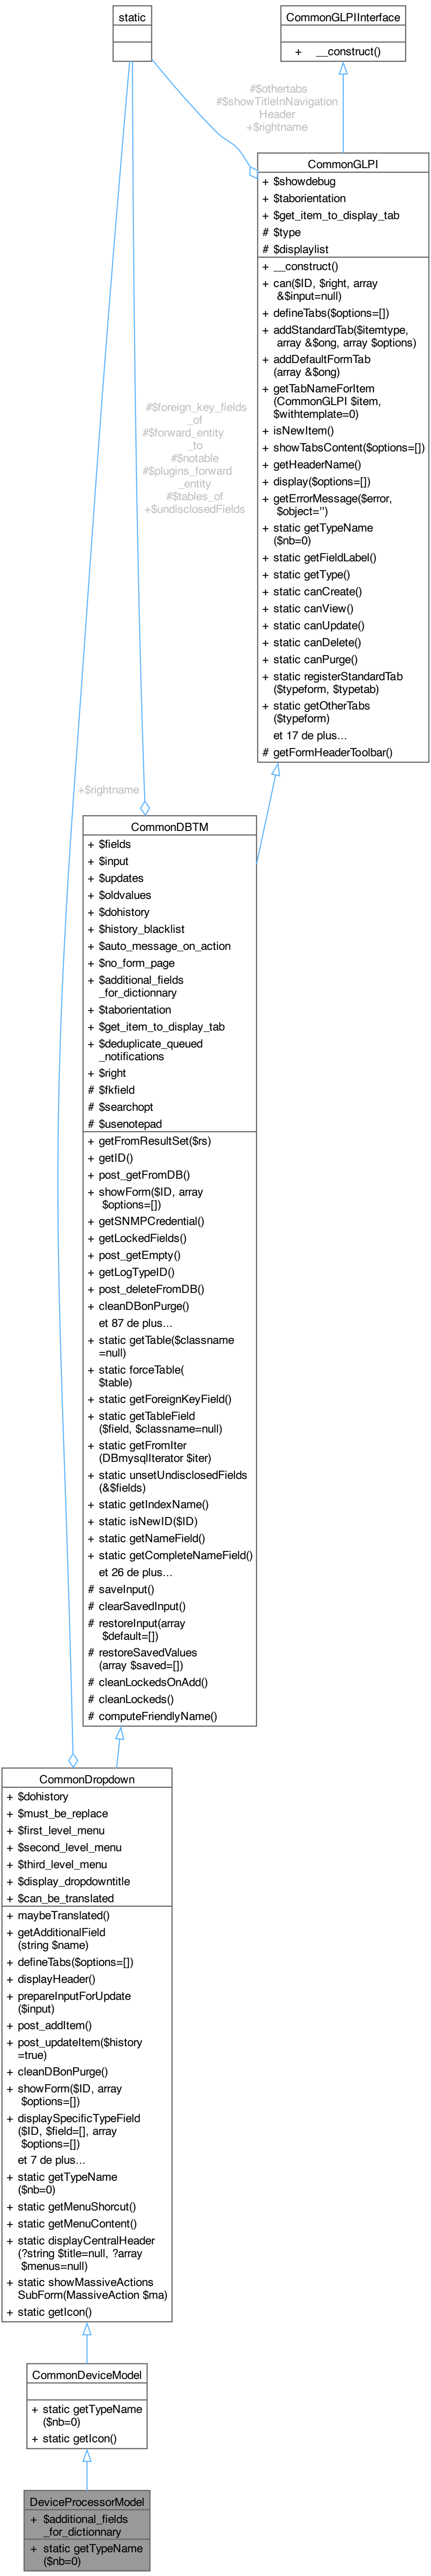 static
CommonGLPIInterface
+ __construct()
#$othertabs
#$showTitleInNavigation
Header
+$rightname
CommonGLPI
+ $showdebug
+ $taborientation
+ $get_item_to_display_tab
# $type
# $displaylist
+ __construct()
+ can($ID, $right, array
&$input=null)
+ defineTabs($options=[])
+ addStandardTab($itemtype,
array &$ong, array $options)
+ addDefaultFormTab
(array &$ong)
+ getTabNameForItem
(CommonGLPI $item,
$withtemplate=0)
+ isNewItem()
+ showTabsContent($options=[])
+ getHeaderName()
+ display($options=[])
+ getErrorMessage($error,
$object='')
+ static getTypeName
($nb=0)
+ static getFieldLabel()
+ static getType()
+ static canCreate()
+ static canView()
+ static canUpdate()
+ static canDelete()
+ static canPurge()
+ static registerStandardTab
($typeform, $typetab)
+ static getOtherTabs
($typeform)
et 17 de plus...
# getFormHeaderToolbar()
#$foreign_key_fields
_of
#$forward_entity
_to
#$notable
#$plugins_forward
_entity
#$tables_of
+$undisclosedFields
+$rightname
CommonDBTM
+ $fields
+ $input
+ $updates
+ $oldvalues
+ $dohistory
+ $history_blacklist
+ $auto_message_on_action
+ $no_form_page
+ $additional_fields
_for_dictionnary
+ $taborientation
+ $get_item_to_display_tab
+ $deduplicate_queued
_notifications
+ $right
# $fkfield
# $searchopt
# $usenotepad
+ getFromResultSet($rs)
+ getID()
+ post_getFromDB()
+ showForm($ID, array
$options=[])
+ getSNMPCredential()
+ getLockedFields()
+ post_getEmpty()
+ getLogTypeID()
+ post_deleteFromDB()
+ cleanDBonPurge()
et 87 de plus...
+ static getTable($classname
=null)
+ static forceTable(
$table)
+ static getForeignKeyField()
+ static getTableField
($field, $classname=null)
+ static getFromIter
(DBmysqlIterator $iter)
+ static unsetUndisclosedFields
(&$fields)
+ static getIndexName()
+ static isNewID($ID)
+ static getNameField()
+ static getCompleteNameField()
et 26 de plus...
# saveInput()
# clearSavedInput()
# restoreInput(array
$default=[])
# restoreSavedValues
(array $saved=[])
# cleanLockedsOnAdd()
# cleanLockeds()
# computeFriendlyName()
CommonDropdown
+ $dohistory
+ $must_be_replace
+ $first_level_menu
+ $second_level_menu
+ $third_level_menu
+ $display_dropdowntitle
+ $can_be_translated
+ maybeTranslated()
+ getAdditionalField
(string $name)
+ defineTabs($options=[])
+ displayHeader()
+ prepareInputForUpdate
($input)
+ post_addItem()
+ post_updateItem($history
=true)
+ cleanDBonPurge()
+ showForm($ID, array
$options=[])
+ displaySpecificTypeField
($ID, $field=[], array
$options=[])
et 7 de plus...
+ static getTypeName
($nb=0)
+ static getMenuShorcut()
+ static getMenuContent()
+ static displayCentralHeader
(?string $title=null, ?array
$menus=null)
+ static showMassiveActions
SubForm(MassiveAction $ma)
+ static getIcon()
CommonDeviceModel
+ static getTypeName
($nb=0)
+ static getIcon()
DeviceProcessorModel
+ $additional_fields
_for_dictionnary
+ static getTypeName
($nb=0)